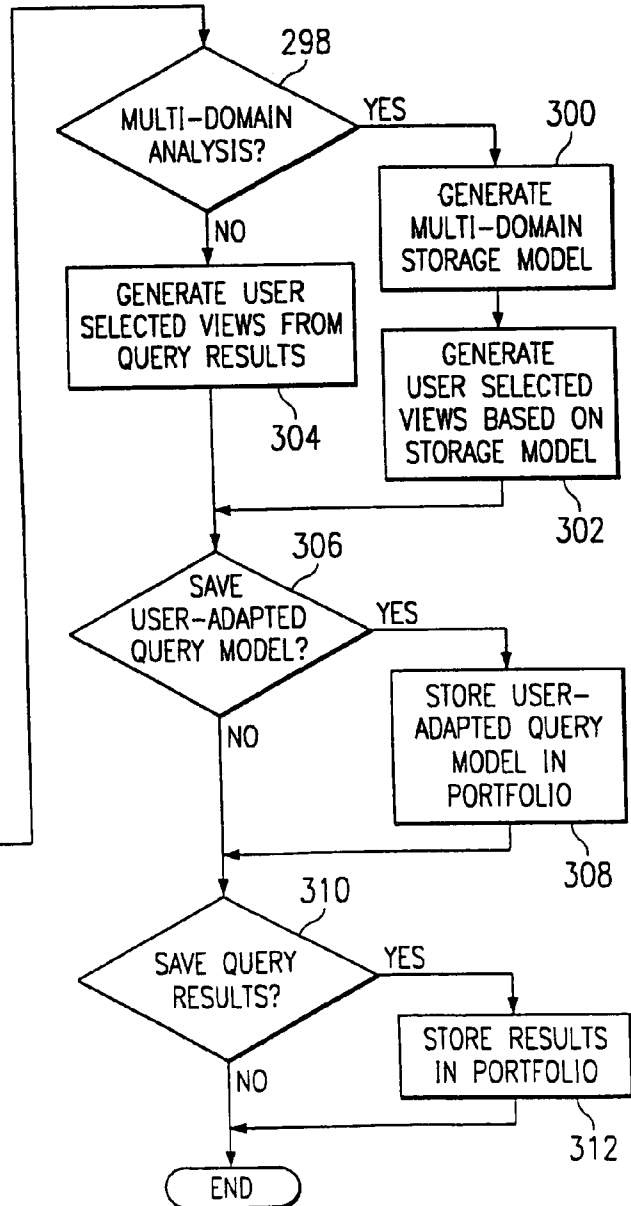 298
MULTI-DOMAIN
ANALYSIS?
YES
NO
300
GENERATE
MULTI-DOMAIN
STORAGE MODEL
GENERATE USER
SELECTED VIEWS FROM
QUERY RESULTS
304
GENERATE
USER SELECTED
VIEWS BASED ON
STORAGE MODEL
302
306
SAVE
USER-ADAPTED
QUERY MODEL?
YES
NO
STORE USER-
ADAPTED QUERY
MODEL IN
PORTFOLIO
308
310
SAVE QUERY
RESULTS?
YES
NO
STORE RESULTS
IN PORTFOLIO
312
END